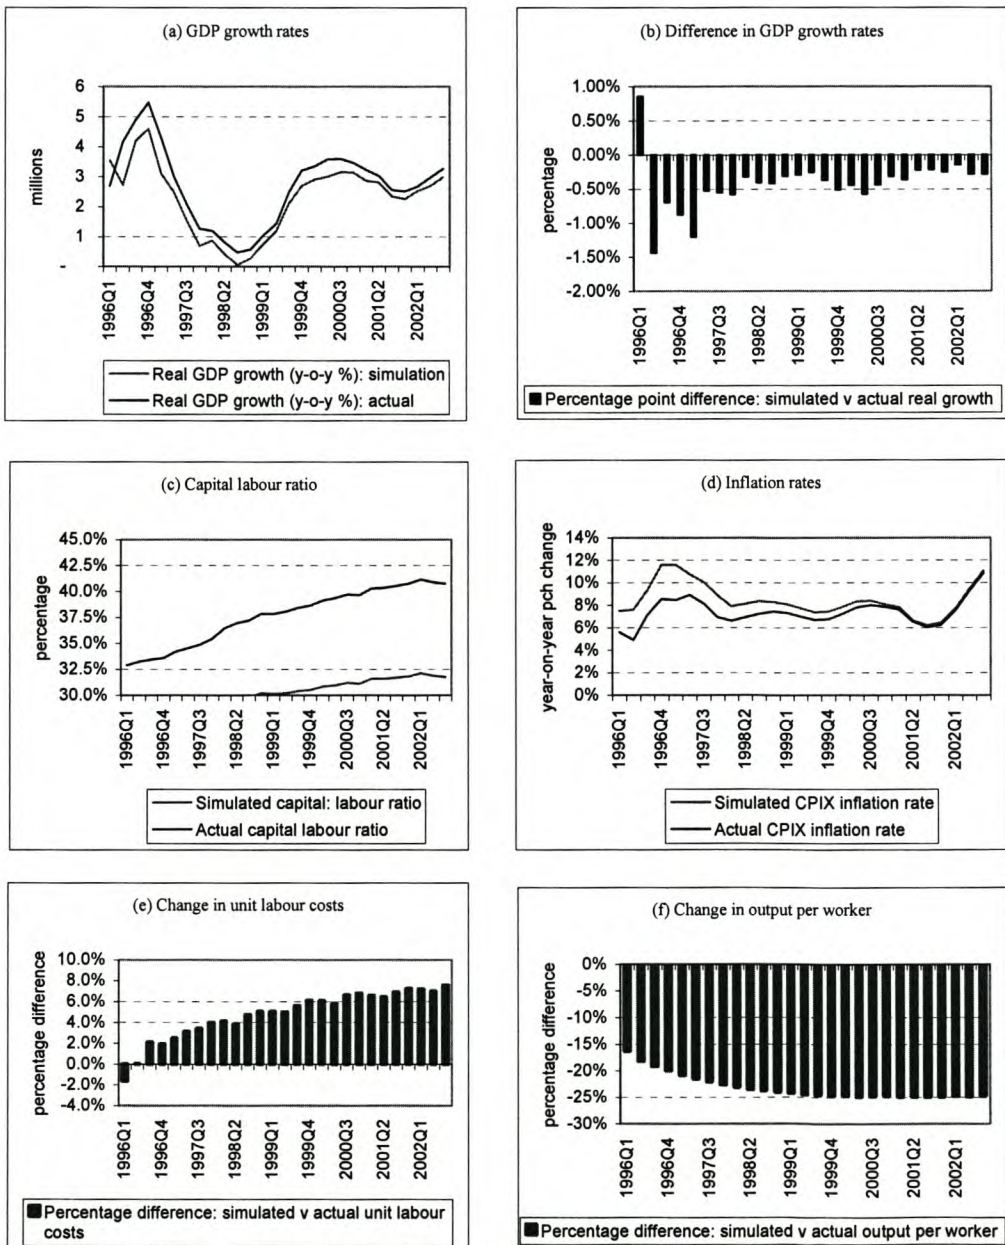 (a) GDP growth rates
6
5
4
3
2
1
-
millions
1996Q1
1996Q4
1997Q3
1998Q2
1999Q1
1999Q4
2000Q3
2001Q2
2002Q1
Real GDP growth (y-o-y %): simulation
Real GDP growth (y-o-y %): actual
(b) Difference in GDP growth rates
1.00%
0.50%
0.00%
-0.50%
-1.00%
-1.50%
-2.00%
percentage
1996Q1
1996Q4
1997Q3
1998Q2
1999Q1
1999Q4
2000Q3
2001Q2
2002Q1
Percentage point difference: simulated v actual real growth
(c) Capital labour ratio
45.0%
42.5%
40.0%
37.5%
35.0%
32.5%
30.0%
percentage
1996Q1
1996Q4
1997Q3
1998Q2
1999Q1
1999Q4
2000Q3
2001Q2
2002Q1
Simulated capital: labour ratio
Actual capital labour ratio
(d) Inflation rates
14%
12%
10%
8%
6%
4%
2%
0%
year-on-year pch change
1996Q1
1996Q4
1997Q3
1998Q2
1999Q1
1999Q4
2000Q3
2001Q2
2002Q1
Simulated CPIX inflation rate
Actual CPIX inflation rate
(e) Change in unit labour costs
10.0%
8.0%
6.0%
4.0%
2.0%
0.0%
-2.0%
-4.0%
percentage difference
1996Q1
1996Q4
1997Q3
1998Q2
1999Q1
1999Q4
2000Q3
2001Q2
2002Q1
Percentage difference: simulated v actual unit labour
costs
(f) Change in output per worker
0%
-5%
-10%
-15%
-20%
-25%
-30%
percentage difference
1996Q1
1996Q4
1997Q3
1998Q2
1999Q1
1999Q4
2000Q3
2001Q2
2002Q1
Percentage difference: simulated v actual output per worker